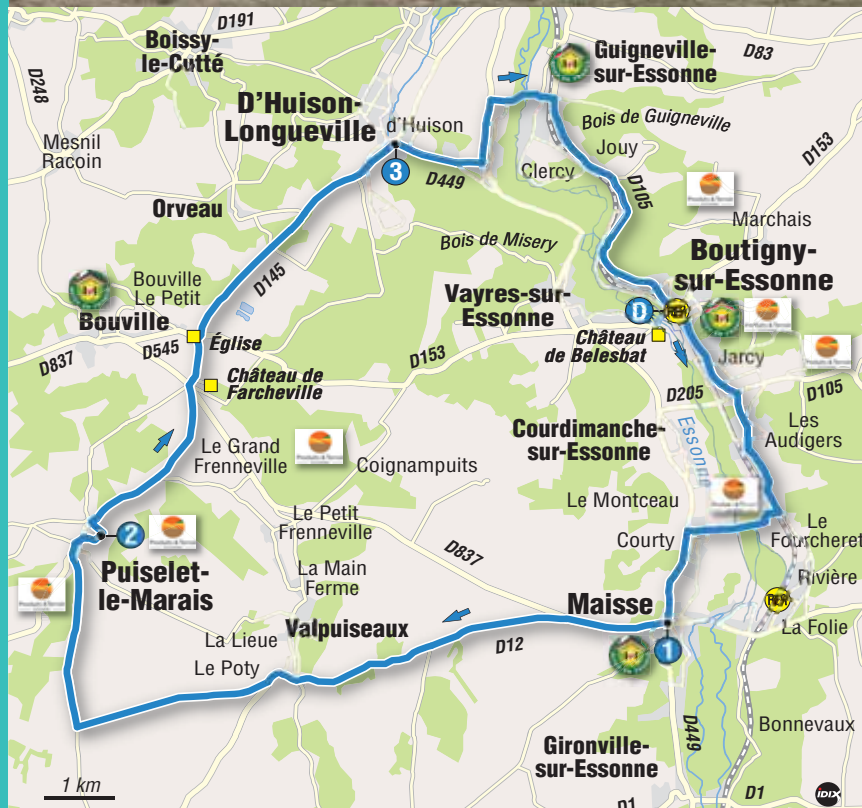 D191
Boissy-
le-Cutté
D248
Guigneville-
sur-Essonne
D83
D'Huison-
Longueville
d'Huison
Bois de Guigneville
Mesnil
Racoin
Jouy
D153
Clercy
D449
D105
Orveau
Marchais
Bois de Misery
Boutigny-
sur-Essonne
Bouville
Le Petit
D145
Vayres-sur-
Essonne
D
RER
Bouville
Église
Château
de Belesbat
D545
Jarcy
D837
D153
Château de
Farcheville
D205
D105
Essonne
Les
Audigers
Courdimanche-
sur-Essonne
Le Grand
Frenneville
Coignampuits
Le Montceau
Le Petit
Frenneville
Le
Fourcheret
2
Courty
D837
Puiselet-
le-Marais
La Main
Ferme
Rivière
Maisse
RER
La Folie
Valpuiseaux
La Lieue
Le Poty
D12
1
3
D449
Bonnevaux
Gironville-
sur-Essonne
1 km
D1
D1
iDIX